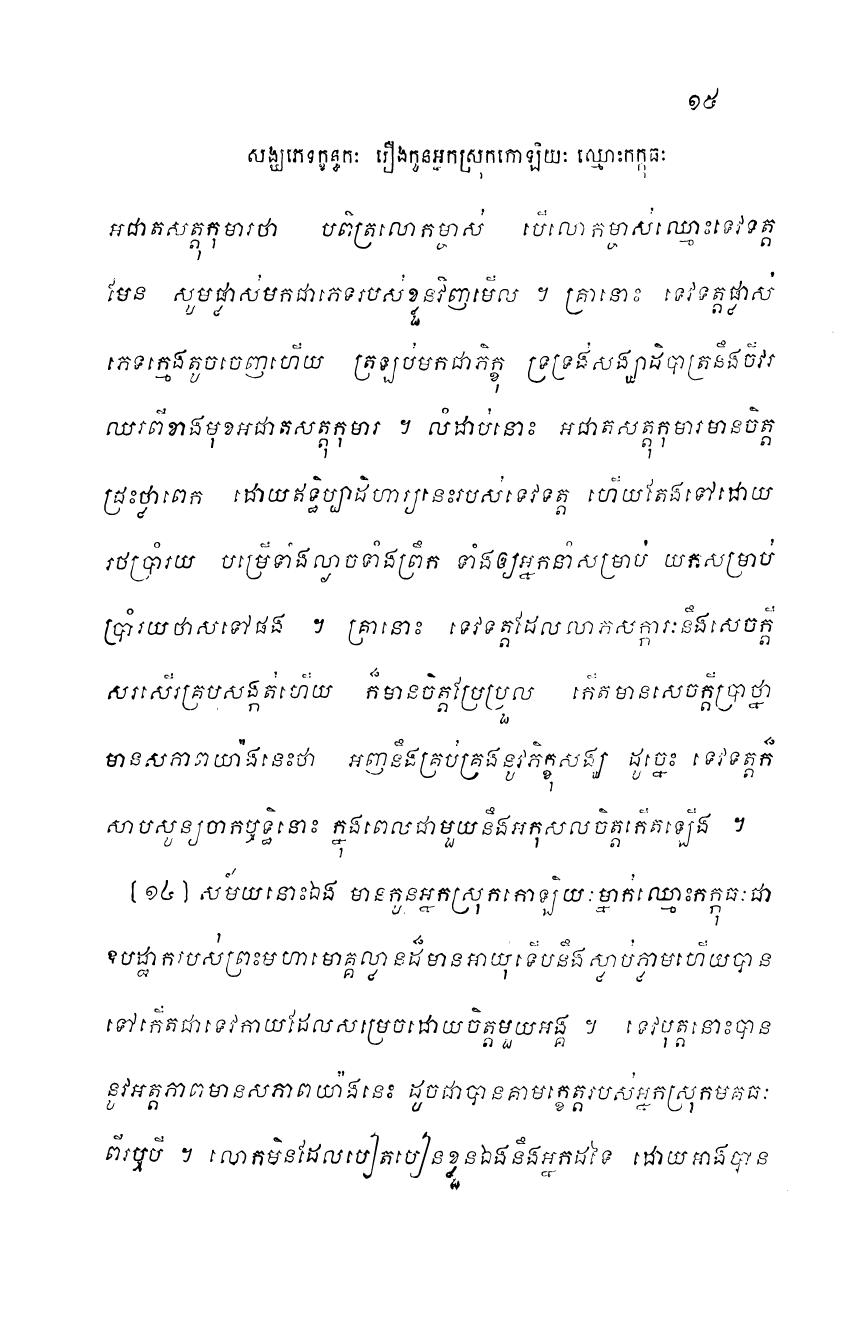 ១៥
សង្ឃភេទក្ខន្ធកៈ រឿងកូនអ្នកស្រុកកោឡិយៈ ឈ្មោះកក្កុធៈ
អជាតសត្តុកុមារថា បពិត្រលោកម្ចាស់ បើលោកម្ចាស់ឈ្មោះទេវទត្ត
មែន សូមផ្លាស់មកជាភេទរបស់ខ្លួនវិញមើល ។ គ្រានោះ ទេវទត្តផ្លាស់
ភេទក្មេងតូចចេញហើយ ត្រឡប់មកជាភិក្ខុ ទ្រទ្រង់សង្ឃាដិបាត្រនឹងចីវរ
ឈរពីខាងមុខអជាតសត្តុកុមារ ។ លំដាប់នោះ អជាតសត្តុកុមារមានចិត្ត
ជ្រះថ្លាពេក ដោយឥទ្ធិប្បាដិហារ្យនេះរបស់ទេវទត្ត ហើយតែងទៅដោយ
រថប្រាំរយ បម្រើទាំងល្ងាចទាំងព្រឹក ទាំងឲ្យអ្នកនាំសម្រាប់ យកសម្រាប់
ប្រាំរយថាសទៅផង ។ គ្រានោះ ទេវទត្តដែលលាភសក្ការៈនឹងសេចក្តី
សរសើរគ្របសង្កត់ហើយ ក៏មានចិត្តប្រែប្រួល កើតមានសេចក្តីប្រាថ្នា
មានសភាពយ៉ាងនេះថា អញនឹងគ្រប់គ្រងនូវភិក្ខុសង្ឃ ដូច្នេះ ទេវទត្តក៏
សាបសូន្យចាកឫទ្ធិនោះ ក្នុងពេលជាមួយនឹងអកុសលចិត្តកើតឡើង ។
[១៤] សម័យនោះឯង មានកូនអ្នកស្រុកកោឡិយៈម្នាក់ឈ្មោះកក្កុធៈជា
ឧបដ្ឋាករបស់ព្រះមហាមោគ្គល្លានដ៏មានអាយុទើបនឹងស្លាប់ភ្លាមហើយបាន
ទៅកើតជាទេវកាយដែលសម្រេចដោយចិត្តមួយអង្គ ។ ទេវបុត្តនោះបាន
នូវអត្តភាពមានសភាពយ៉ាងនេះ ដូចជាបានគាមក្ខេត្តរបស់អ្នកស្រុកមគធៈ
ពីរឬបី ។ លោកមិនដែលបៀតបៀនខ្លួនឯងនឹងអ្នកដទៃ ដោយអាងបាន